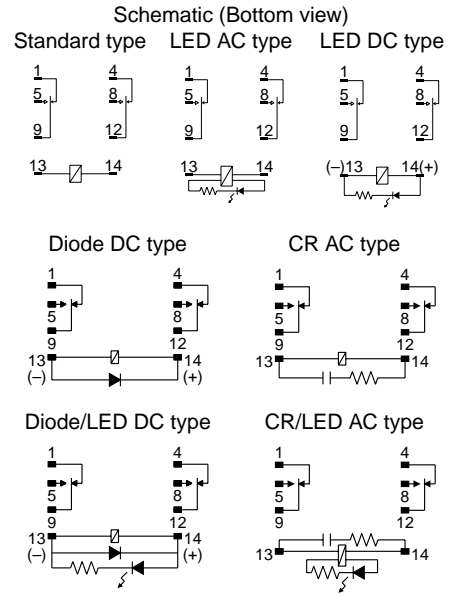 Schematic (Bottom view)
Standard type LED AC type LED DC type
1 4 1 4 1 4
5 8 5 8 5 8
9 12 9 12 9 12
13 14 13 14 (–)13 14(+)
Diode DC type CR AC type
1 4 1 4
5 8 5 8
9 12 9 12
13 14 13 14
(–) (+)
Diode/LED DC type CR/LED AC type
1 4 1 4
5 8 5 8
9 12 9 12
13 14 13 14
(–) (+)